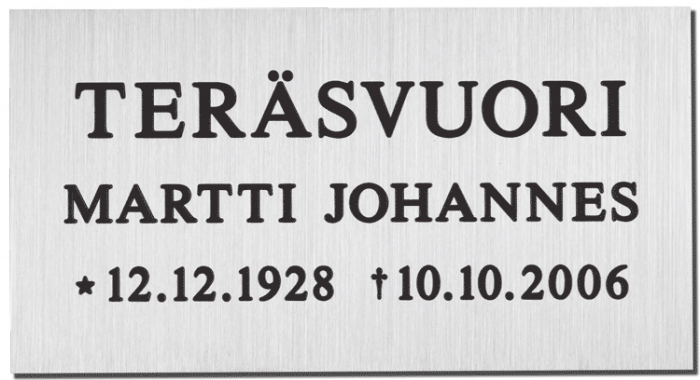 TERÄSVUORI
MARTTI JOHANNES
★12.12.1928 †10.10.2006